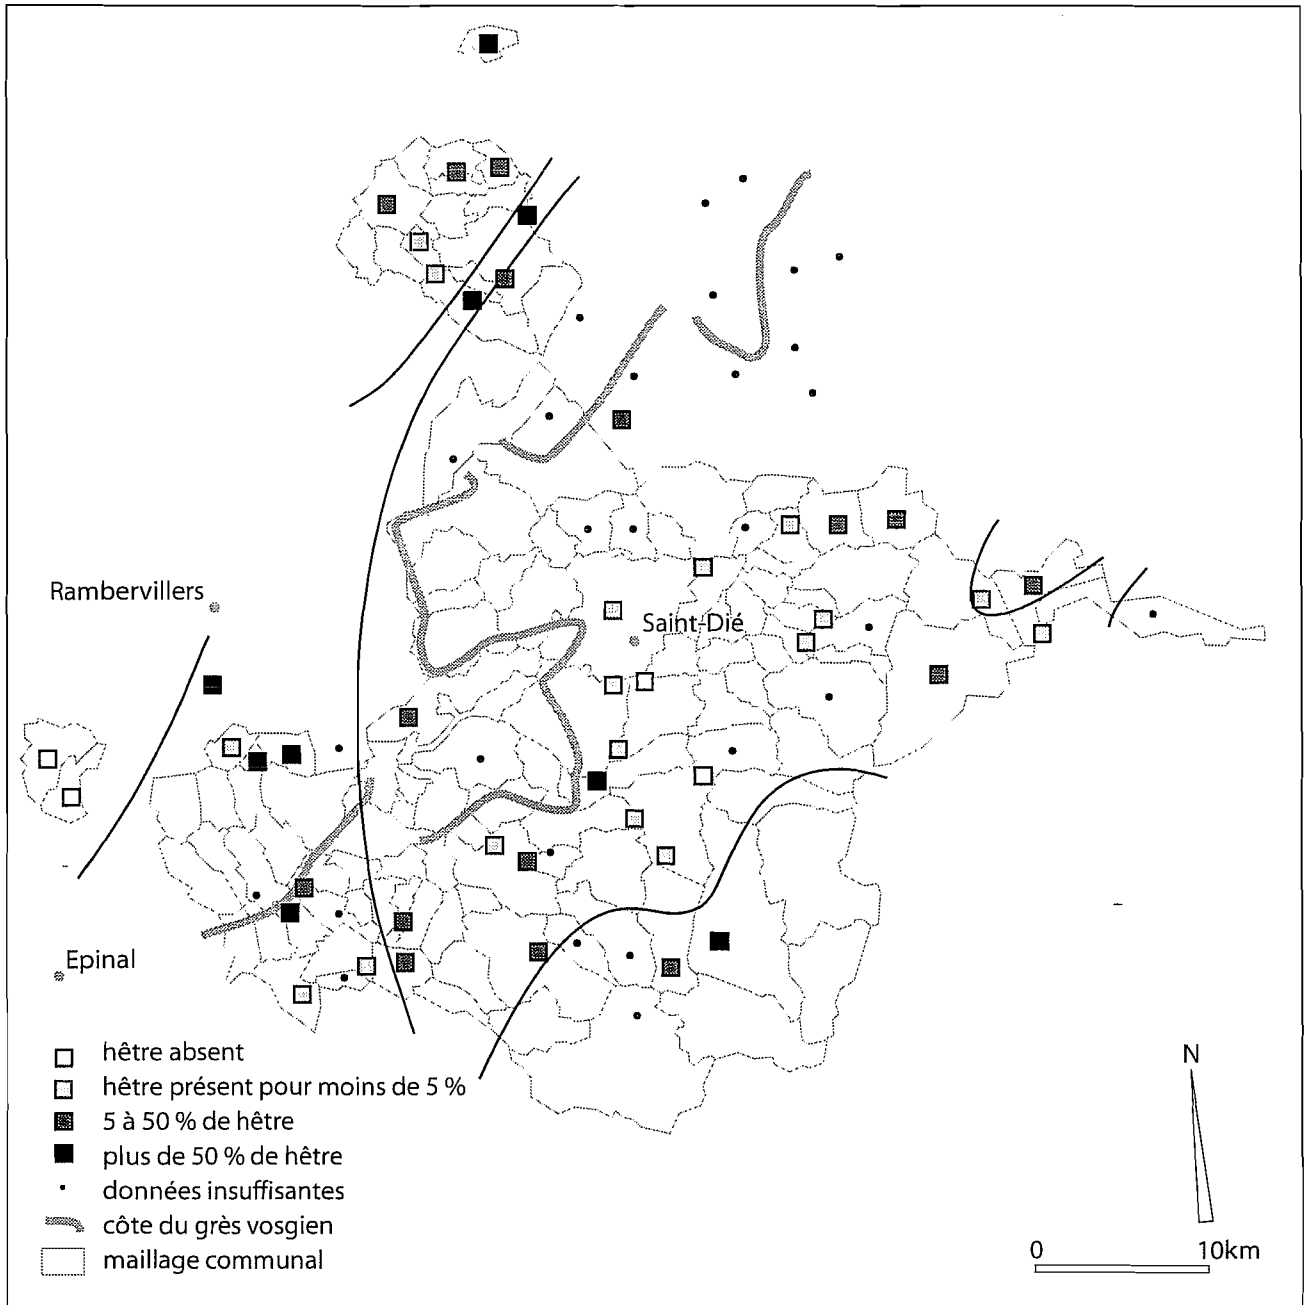 Rambervillers
Saint-Dié
Epinal
hêtre absent
hêtre présent pour moins de 5 %
5 à 50 % de hêtre
plus de 50 % de hêtre
données insuffisantes
côte du grès vosgien
maillage communal
N
0 10km